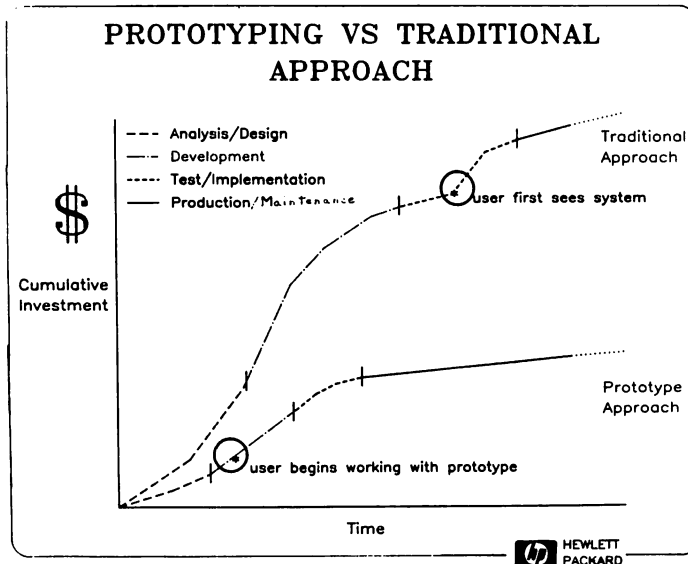 PROTOTYPING VS TRADITIONAL
APPROACH
Analysis/Design
Development
Test/Implementation
Production/Maintenance
Traditional
Approach
user first sees system
$
Cumulative
Investment
Prototype
Approach
user begins working with prototype
Time
hp HEWLETT
PACKARD